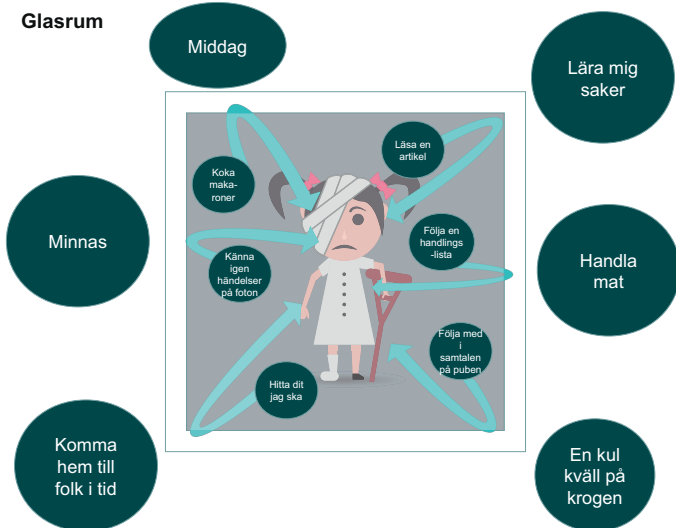 Glasrum
Middag
Lära mig
saker
Läsa en
artikel
Koka
maka-
roner
Minnas
Följa en
handlings
-lista
Känna
igen
händelser
på foton
Handla
mat
Följa med
i
samtalen
på puben
Hitta dit
jag ska
Komma
hem till
folk i tid
En kul
kväll på
krogen